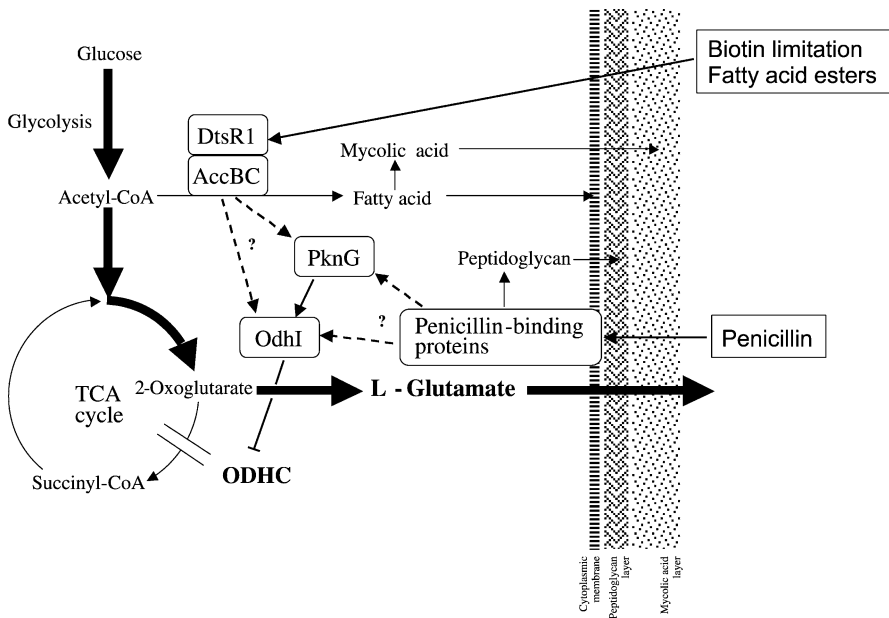 Glucose
Glycolysis
Acetyl-CoA
DtsR1
AccBC
Mycolic acid
Fatty acid
Biotin limitation
Fatty acid esters
?
PknG
Peptidoglycan
OdhI
?
Penicillin-binding
proteins
Penicillin
TCA
cycle
2-Oxoglutarate
L - Glutamate
Succinyl-CoA
ODHC
Cytoplasmic
membrane
Peptidoglycan
layer
Mycolic acid
layer